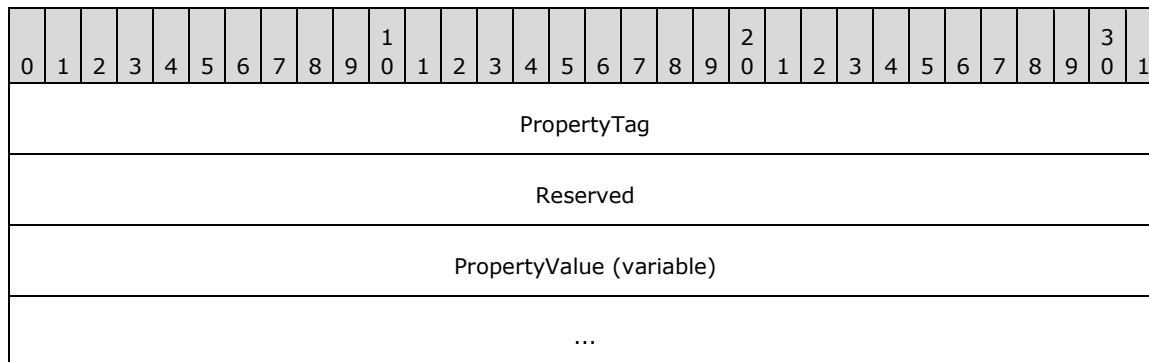 1 2 3
0 1 2 3 4 5 6 7 8 9 0 1 2 3 4 5 6 7 8 9 0 1 2 3 4 5 6 7 8 9 0 1
PropertyTag
Reserved
PropertyValue (variable)
...